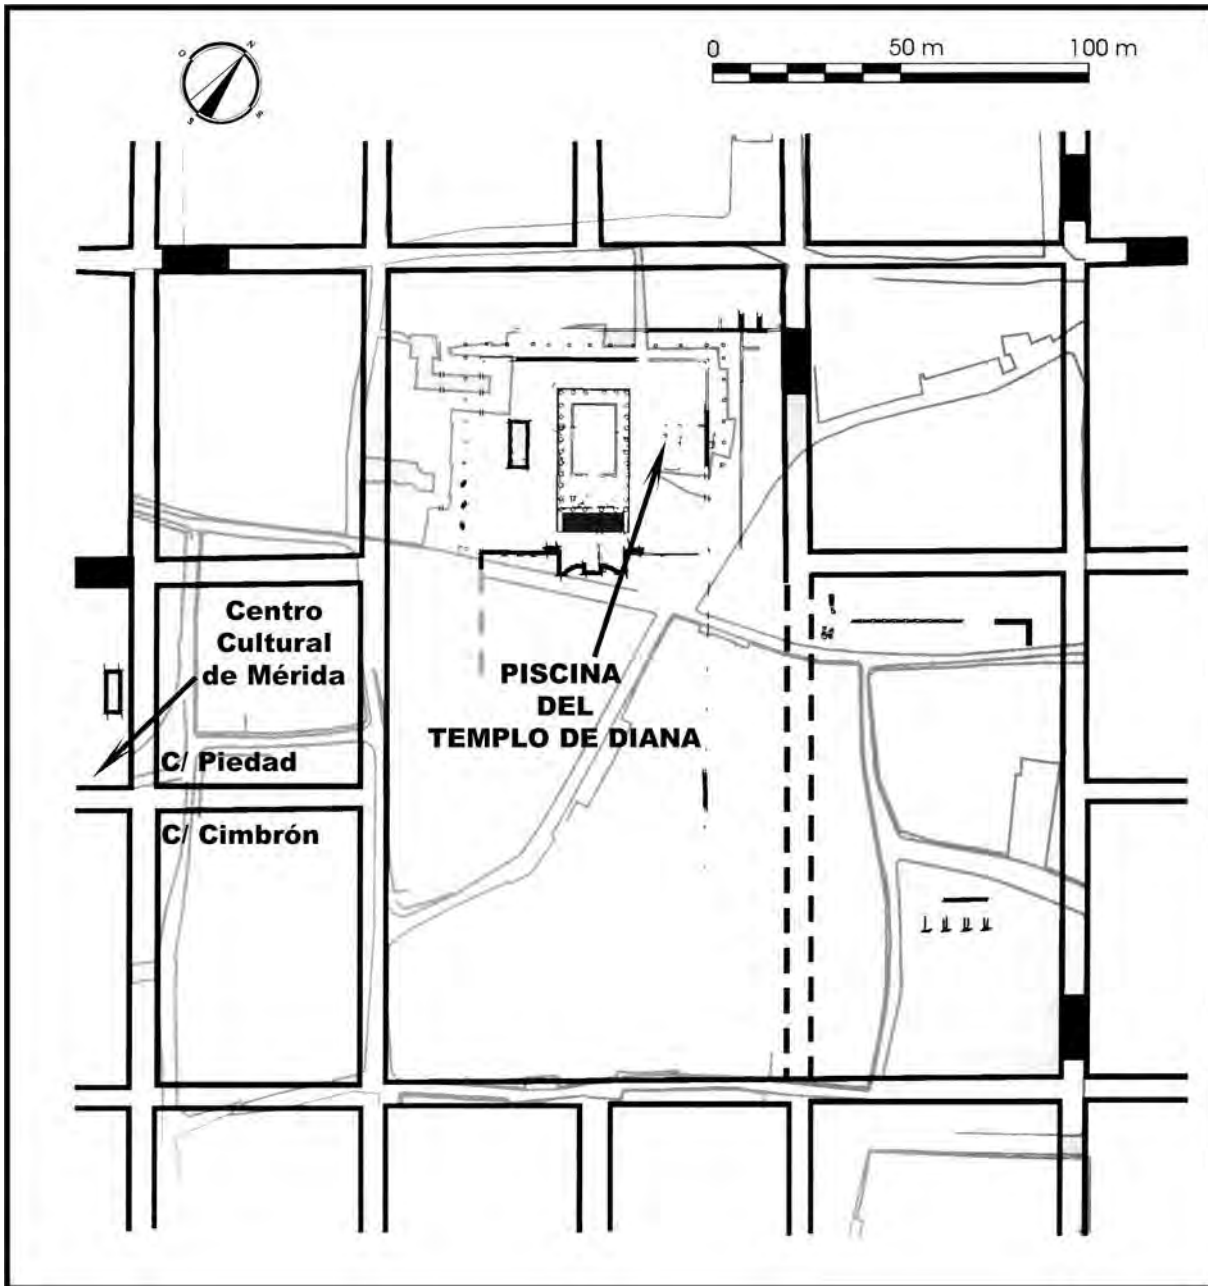 0 50 m 100 m
N
O
S
Centro
Cultural
de Mérida
PISCINA
DEL
TEMPLO DE DIANA
C/ Piedad
C/ Cimbrón